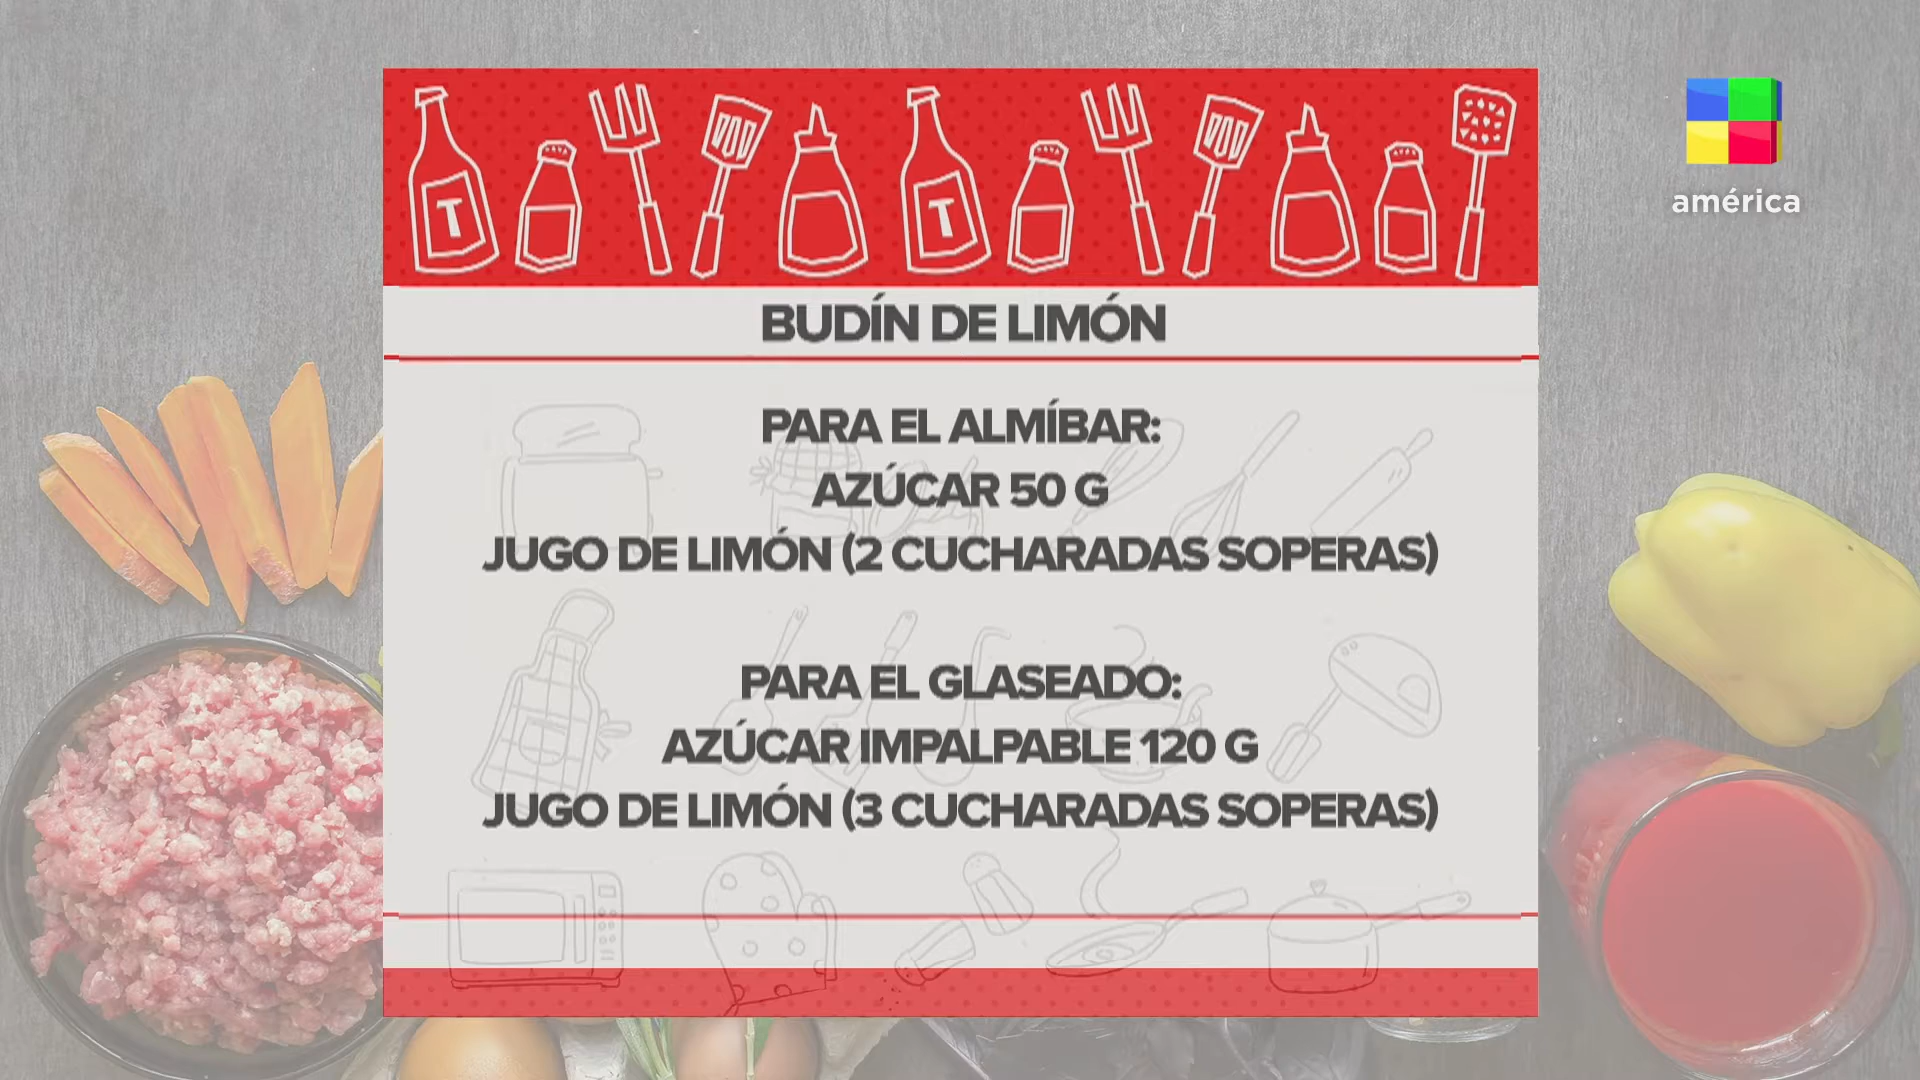 américa
T
T
BUDÍN DE LIMÓN
PARA EL ALMÍBAR:
AZÚCAR 50 G
JUGO DE LIMÓN (2 CUCHARADAS SOPERAS)
PARA EL GLASEADO:
AZÚCAR IMPALPABLE 120 G
JUGO DE LIMÓN (3 CUCHARADAS SOPERAS)